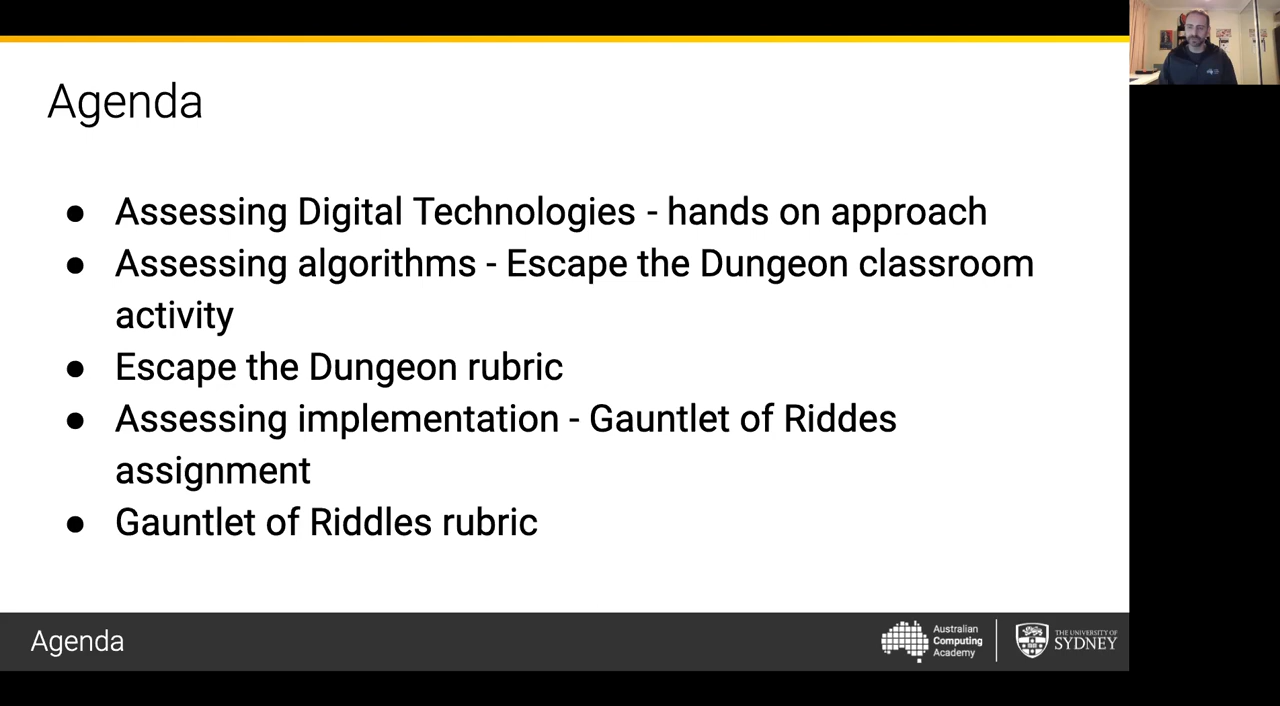 Agenda
● Assessing Digital Technologies - hands on approach
● Assessing algorithms - Escape the Dungeon classroom
activity
● Escape the Dungeon rubric
● Assessing implementation - Gauntlet of Riddes
assignment
● Gauntlet of Riddles rubric
Agenda
Australian
Computing
Academy
THE UNIVERSITY OF
SYDNEY